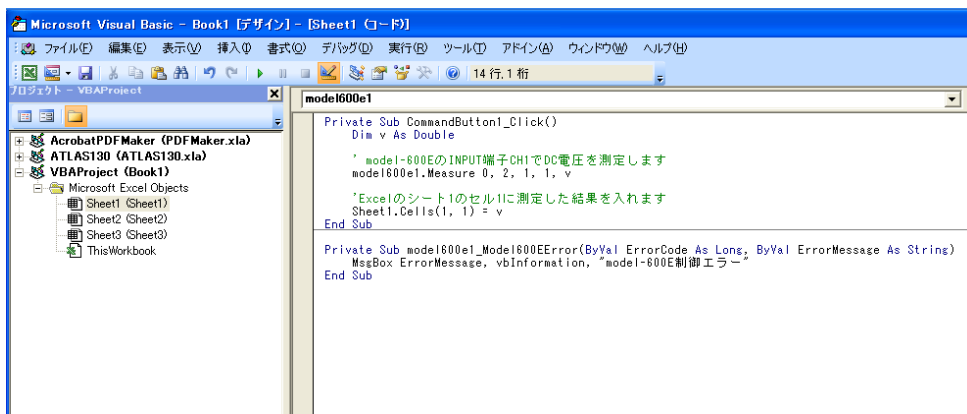 Microsoft Visual Basic - Book1 [デザイン] - [Sheet1 (コード)]
ファイル(F) 編集(E) 表示(V) 挿入(I) 書式(O) デバッグ(D) 実行(R) ツール(T) アドイン(A) ウィンドウ(W) ヘルプ(H)
14 行, 1 桁
プロジェクト - VBAProject
model600e1
AcrobatPDFMaker (PDFMaker.xla)
ATLAS130 (ATLAS130.xla)
VBAProject (Book1)
Microsoft Excel Objects
Sheet1 (Sheet1)
Sheet2 (Sheet2)
Sheet3 (Sheet3)
ThisWorkbook
Private Sub CommandButton1_Click()
Dim v As Double
' model-600EのINPUT端子CH1でDC電圧を測定します
model600e1.Measure 0, 2, 1, 1, v
'Excelのシート1のセル1に測定した結果を入れます
Sheet1.Cells(1, 1) = v
End Sub
Private Sub model600e1_Model600EError(ByVal ErrorCode As Long, ByVal ErrorMessage As String)
MsgBox ErrorMessage, vbInformation, "model-600E制御エラー"
End Sub